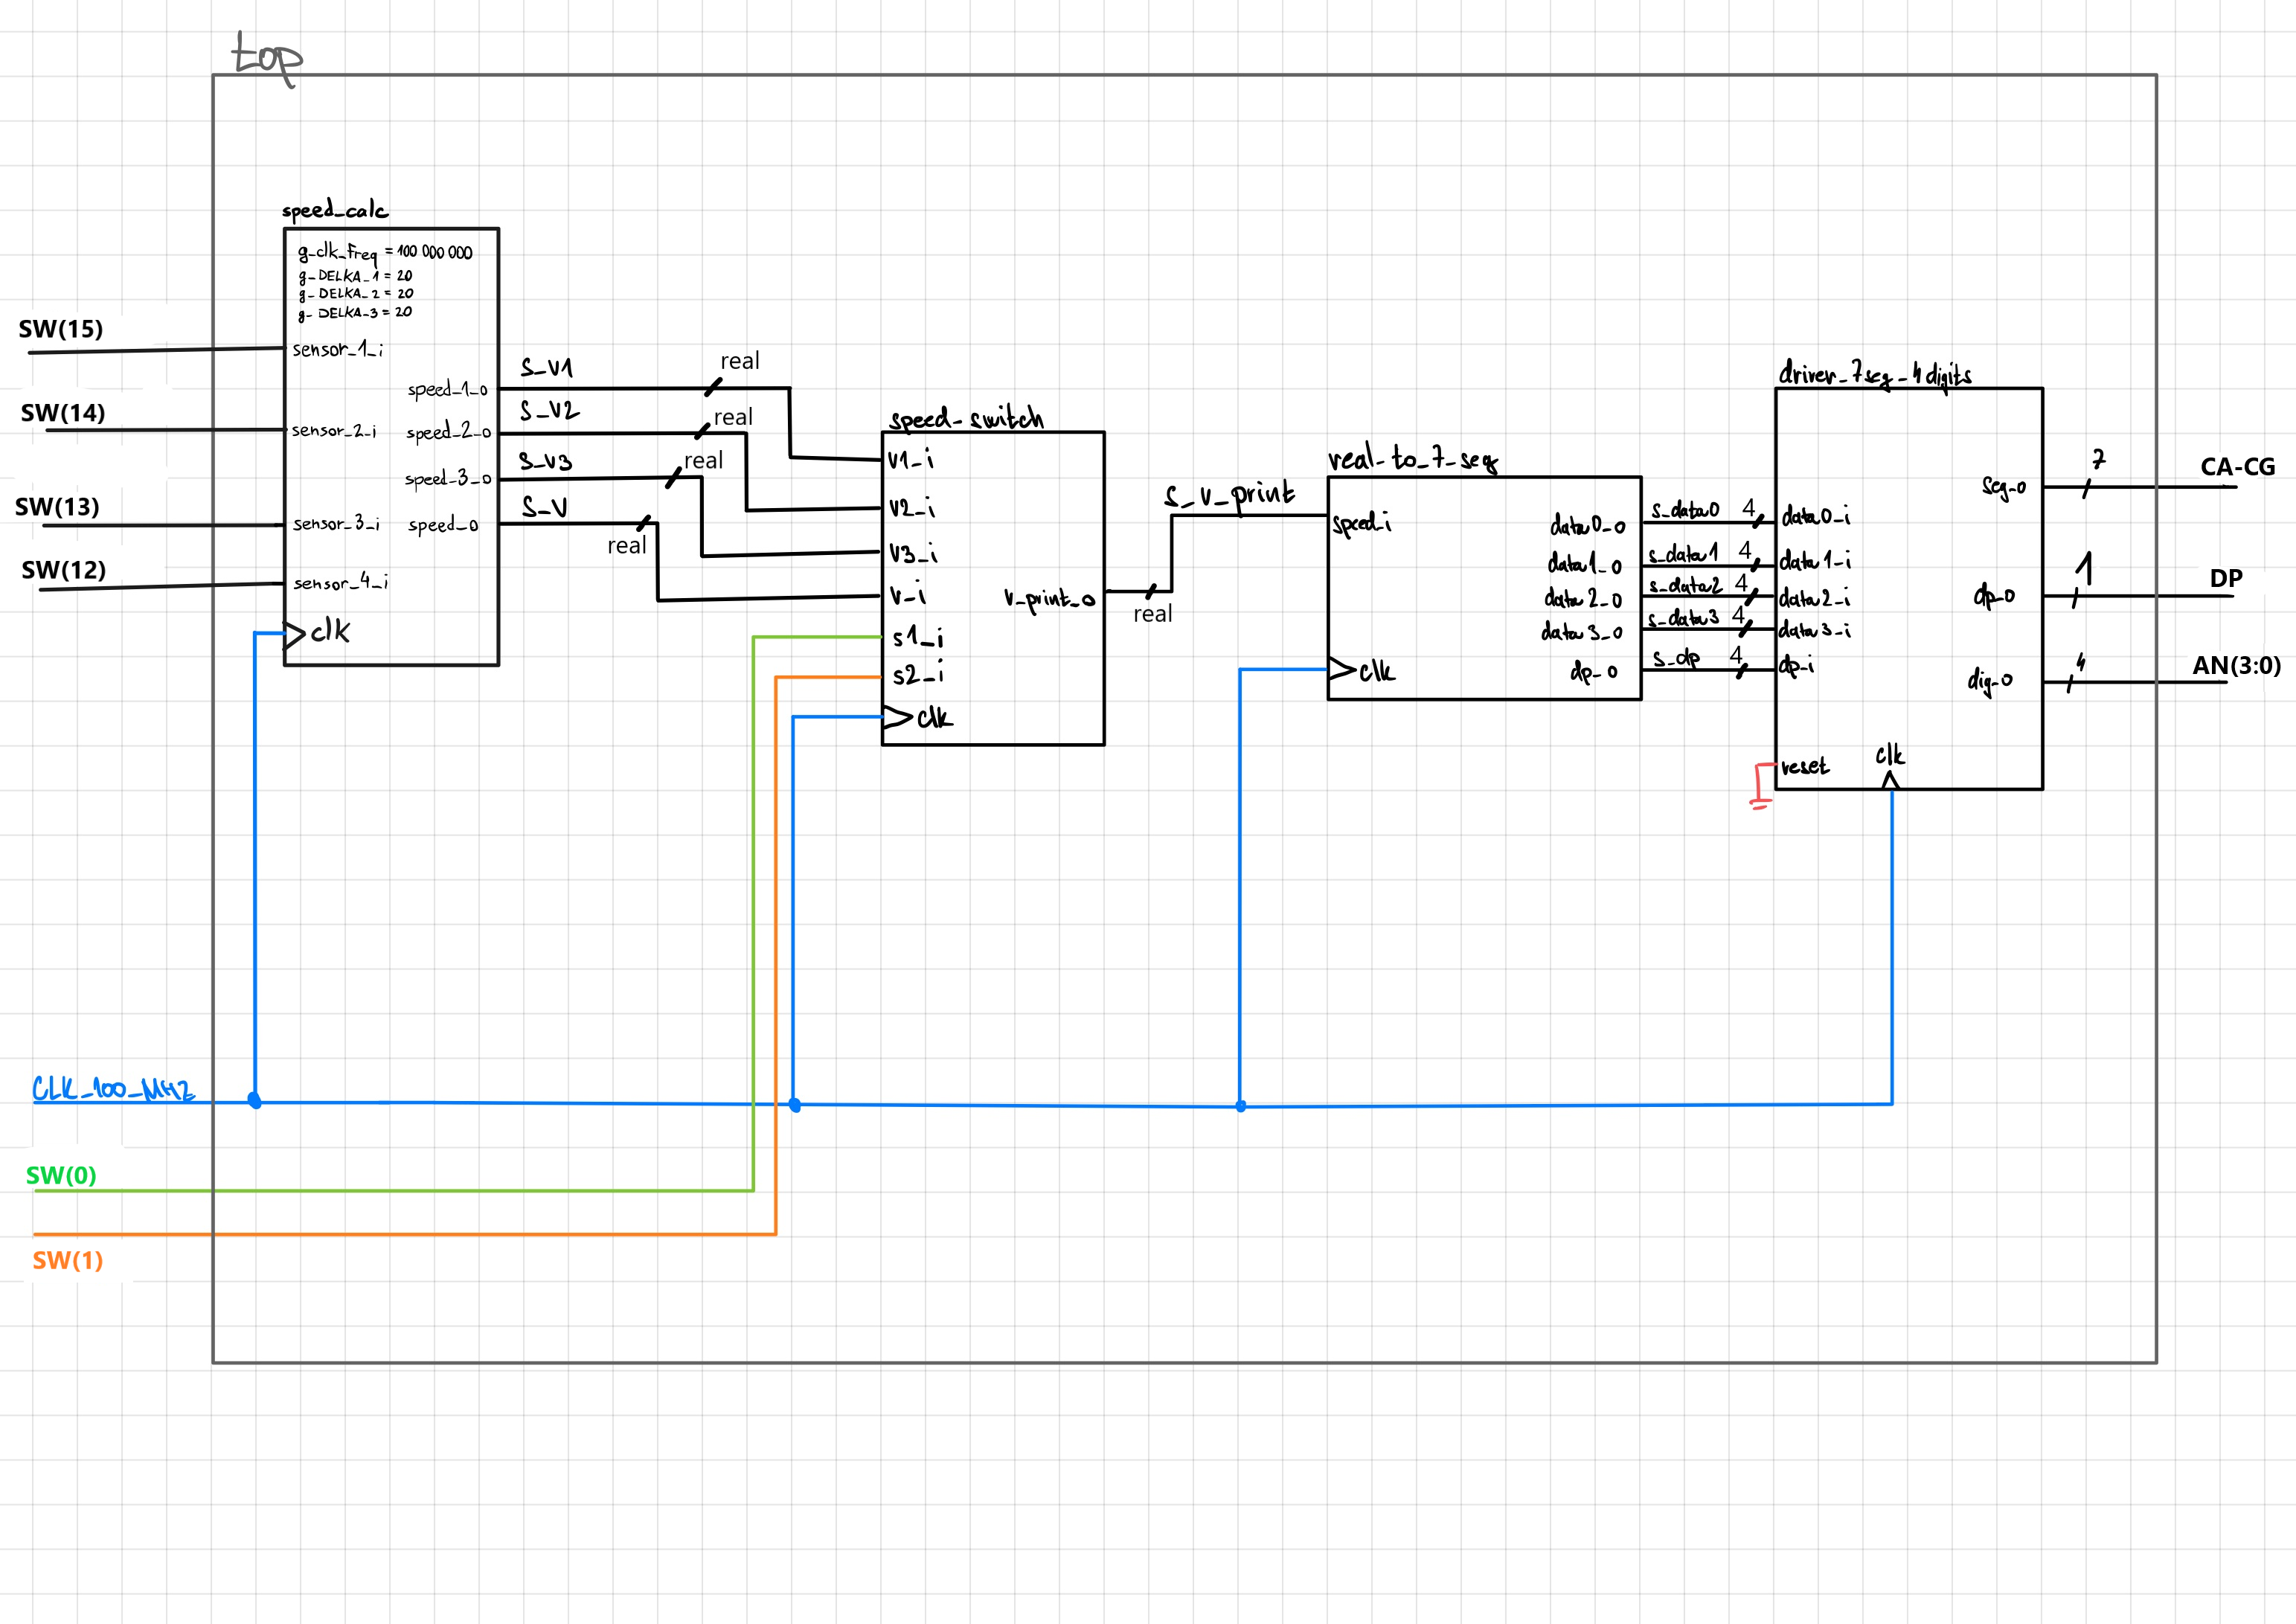 top
speed_calc
g_clk_freq = 100 000 000
g_DELKA_1 = 20
g_DELKA_2 = 20
g_DELKA_3 = 20
SW(15)
sensor_1_i
SW(14)
sensor_2_i
SW(13)
sensor_3_i
SW(12)
sensor_4_i
clk
speed_1_o
speed_2_o
speed_3_o
speed_o
s_v1
real
s_v2
real
s_v3
real
s_v
real
speed_switch
v1_i
v2_i
v3_i
v_i
s1_i
s2_i
clk
v_print_o
real
s_v_print
real_to_7_seg
speed_i
clk
data0_o
data1_o
data2_o
data3_o
dp_o
s_data0 4
s_data1 4
s_data2 4
s_data3 4
s_dp 4
driver_7seg_4digits
data0_i
data1_i
data2_i
data3_i
dp_i
reset
clk
seg_o
dp_o
dig_o
7
CA-CG
1
DP
4
AN(3:0)
CLK_100_MHz
SW(0)
SW(1)